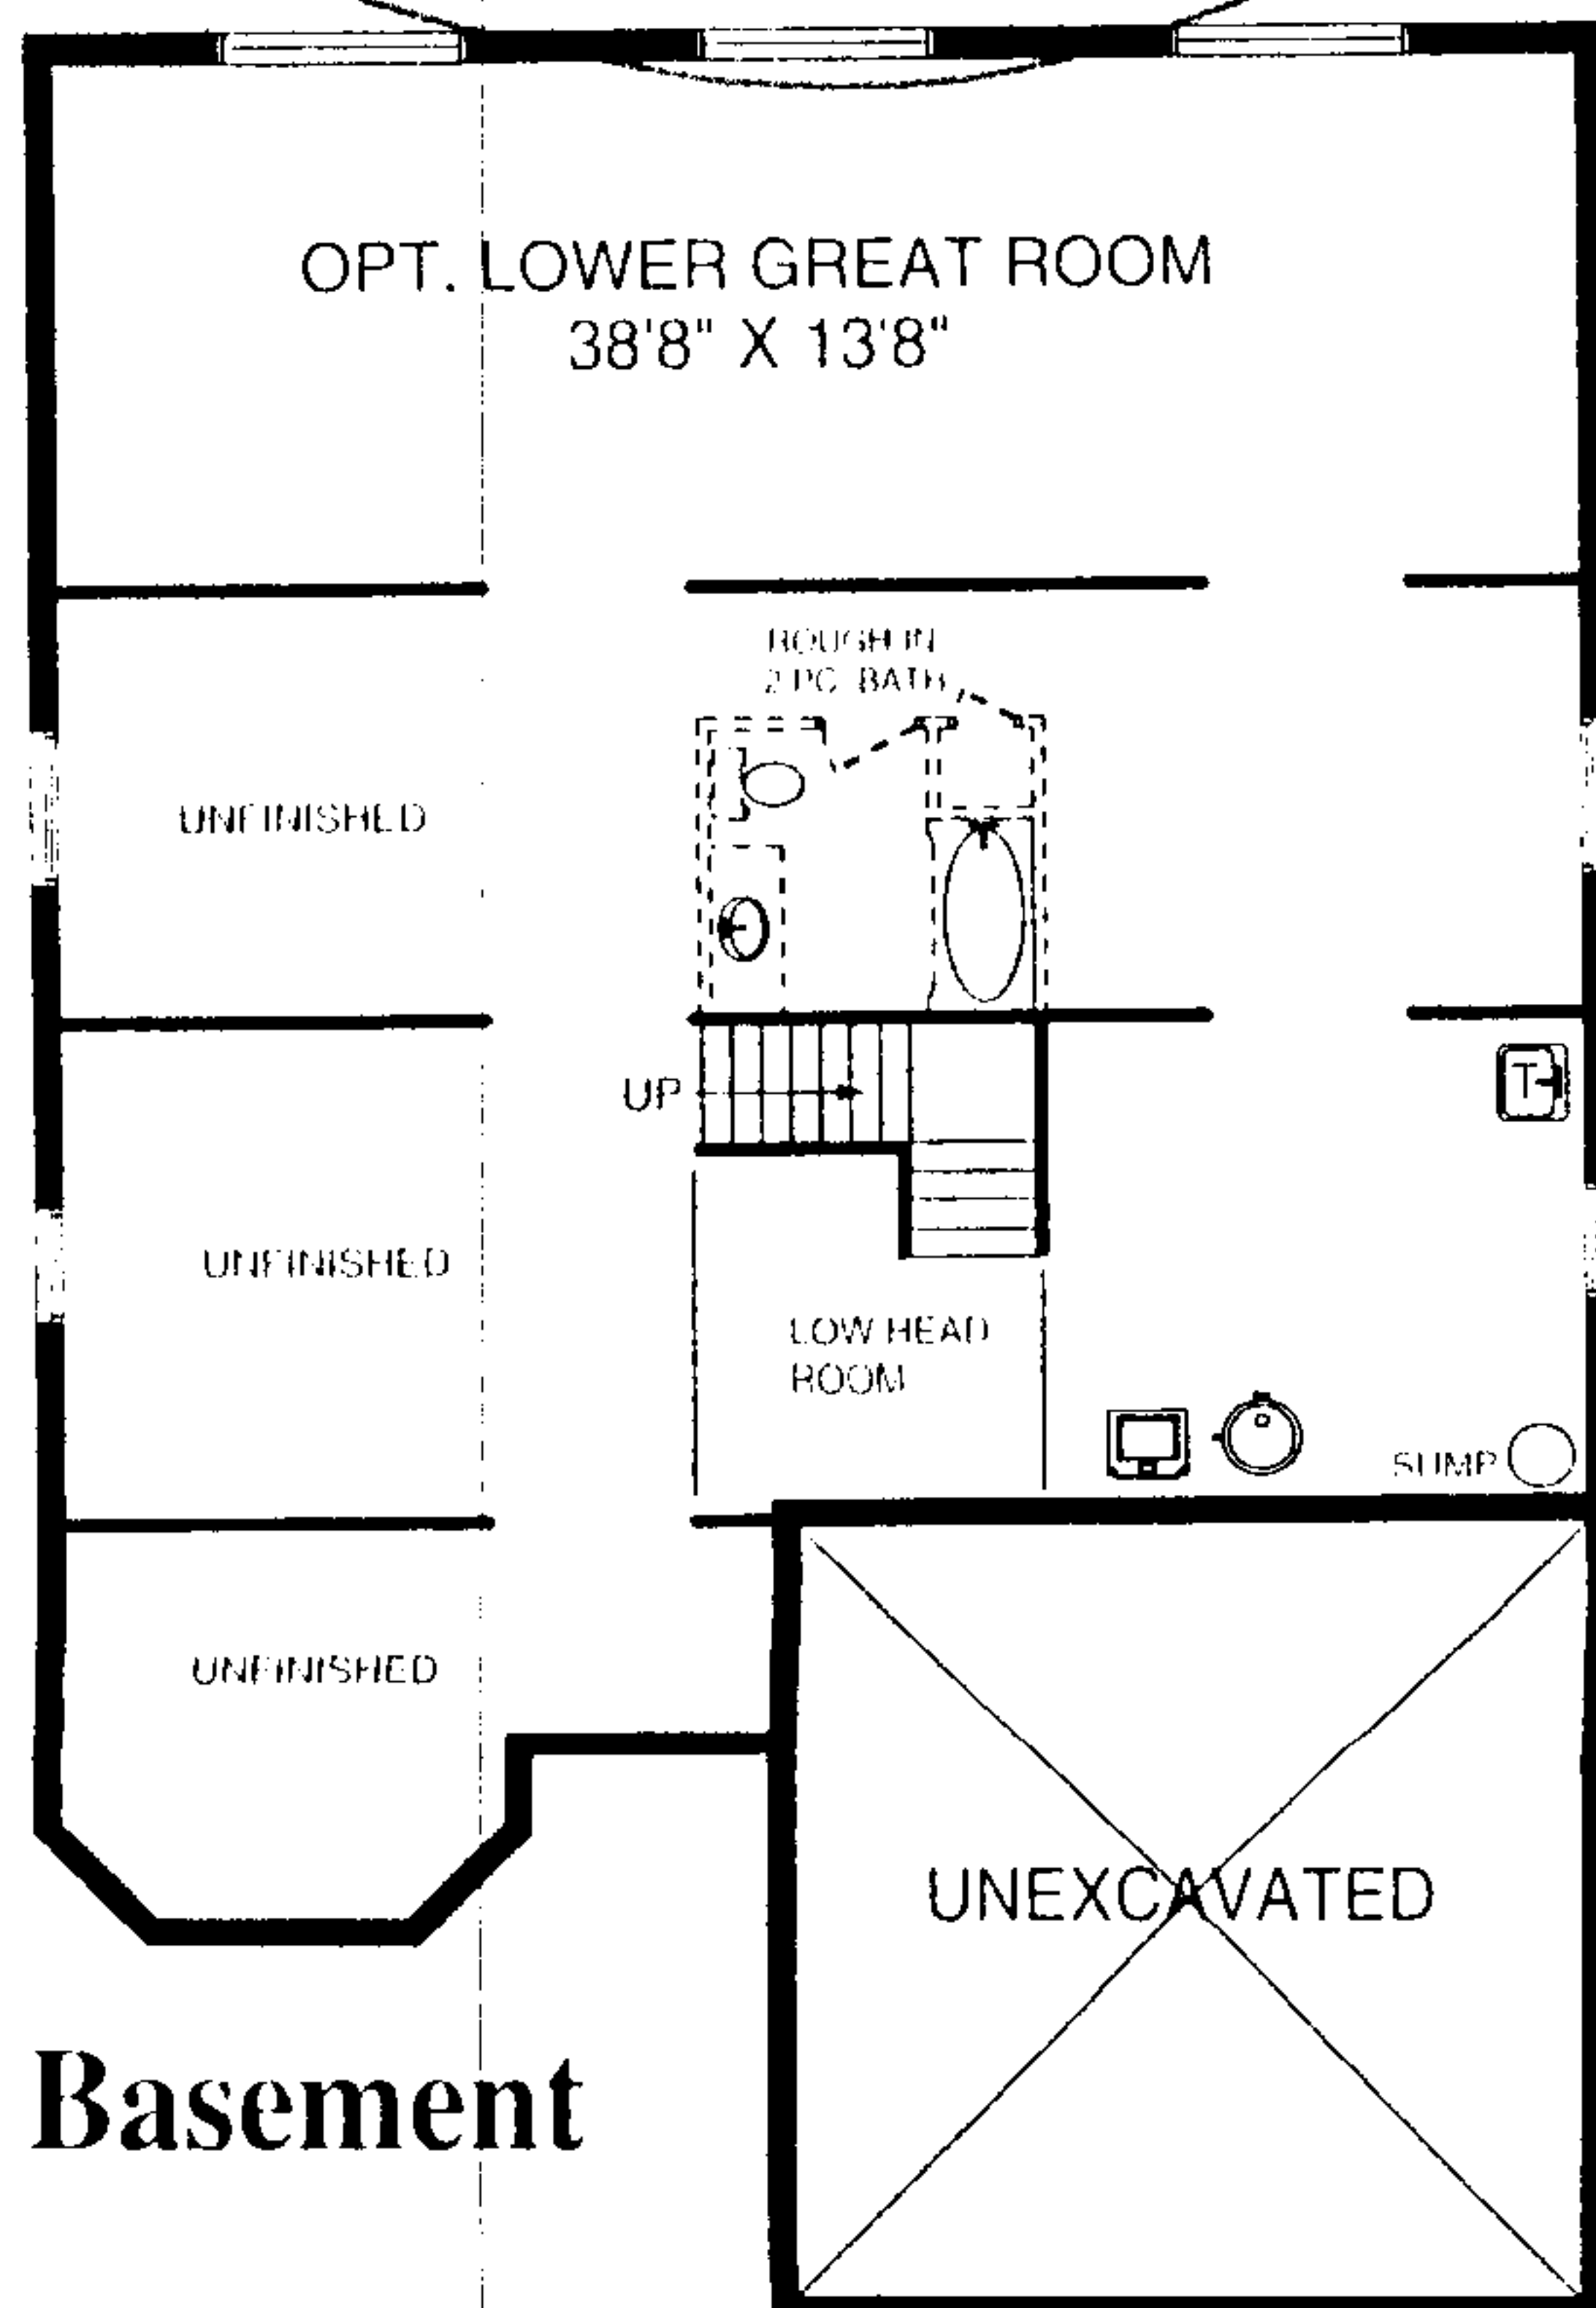 OPT. LOWER GREAT ROOM
38'8" X 13'8"
ROUGH IN
2 PC. BATH
UNFINISHED
UP
T
UNFINISHED
LOW HEAD
ROOM
SUMP
UNFINISHED
UNEXCAVATED
Basement